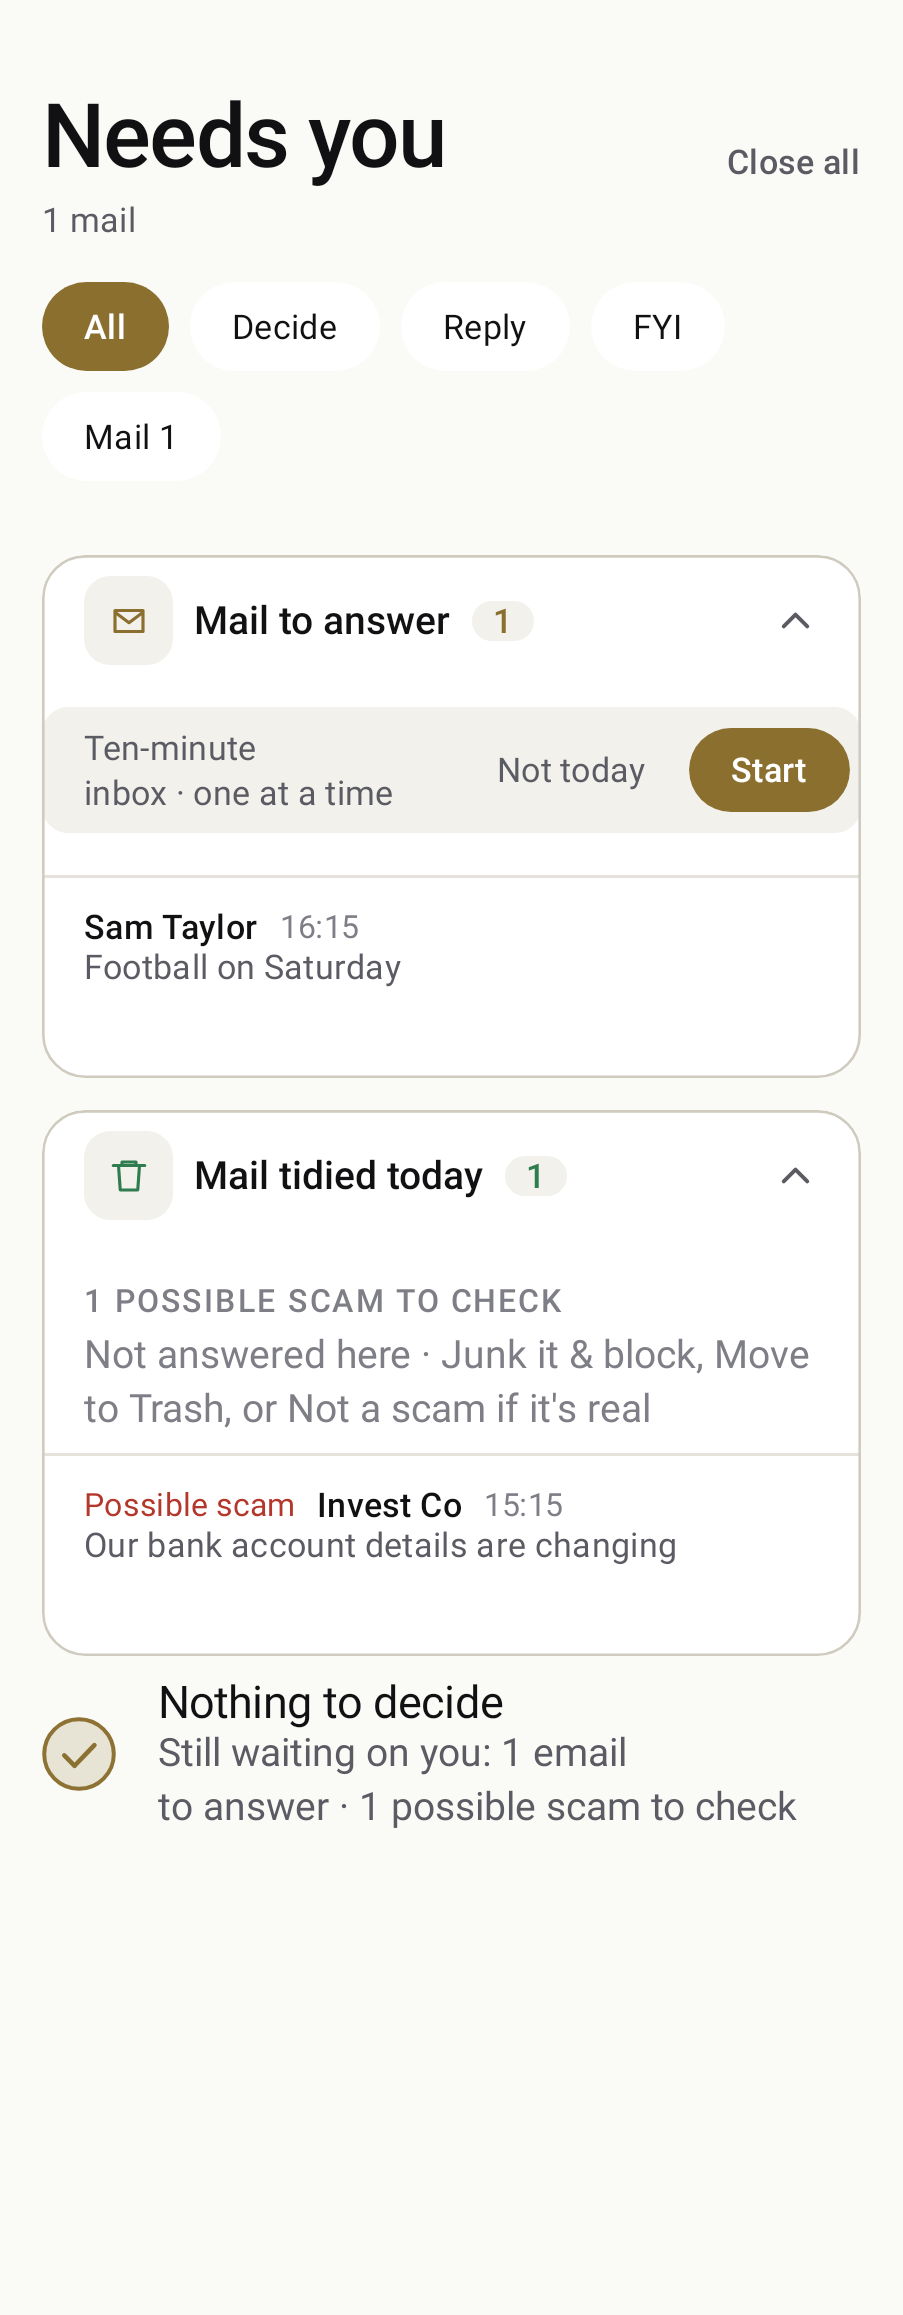 Needs you
Close all
1 mail
All
Decide
Reply
FYI
Mail 1
Mail to answer
1
Ten-minute
inbox · one at a time
Not today
Start
Sam Taylor 16:15
Football on Saturday
Mail tidied today
1
1 POSSIBLE SCAM TO CHECK
Not answered here · Junk it & block, Move
to Trash, or Not a scam if it's real
Possible scam Invest Co 15:15
Our bank account details are changing
Nothing to decide
Still waiting on you: 1 email
to answer · 1 possible scam to check